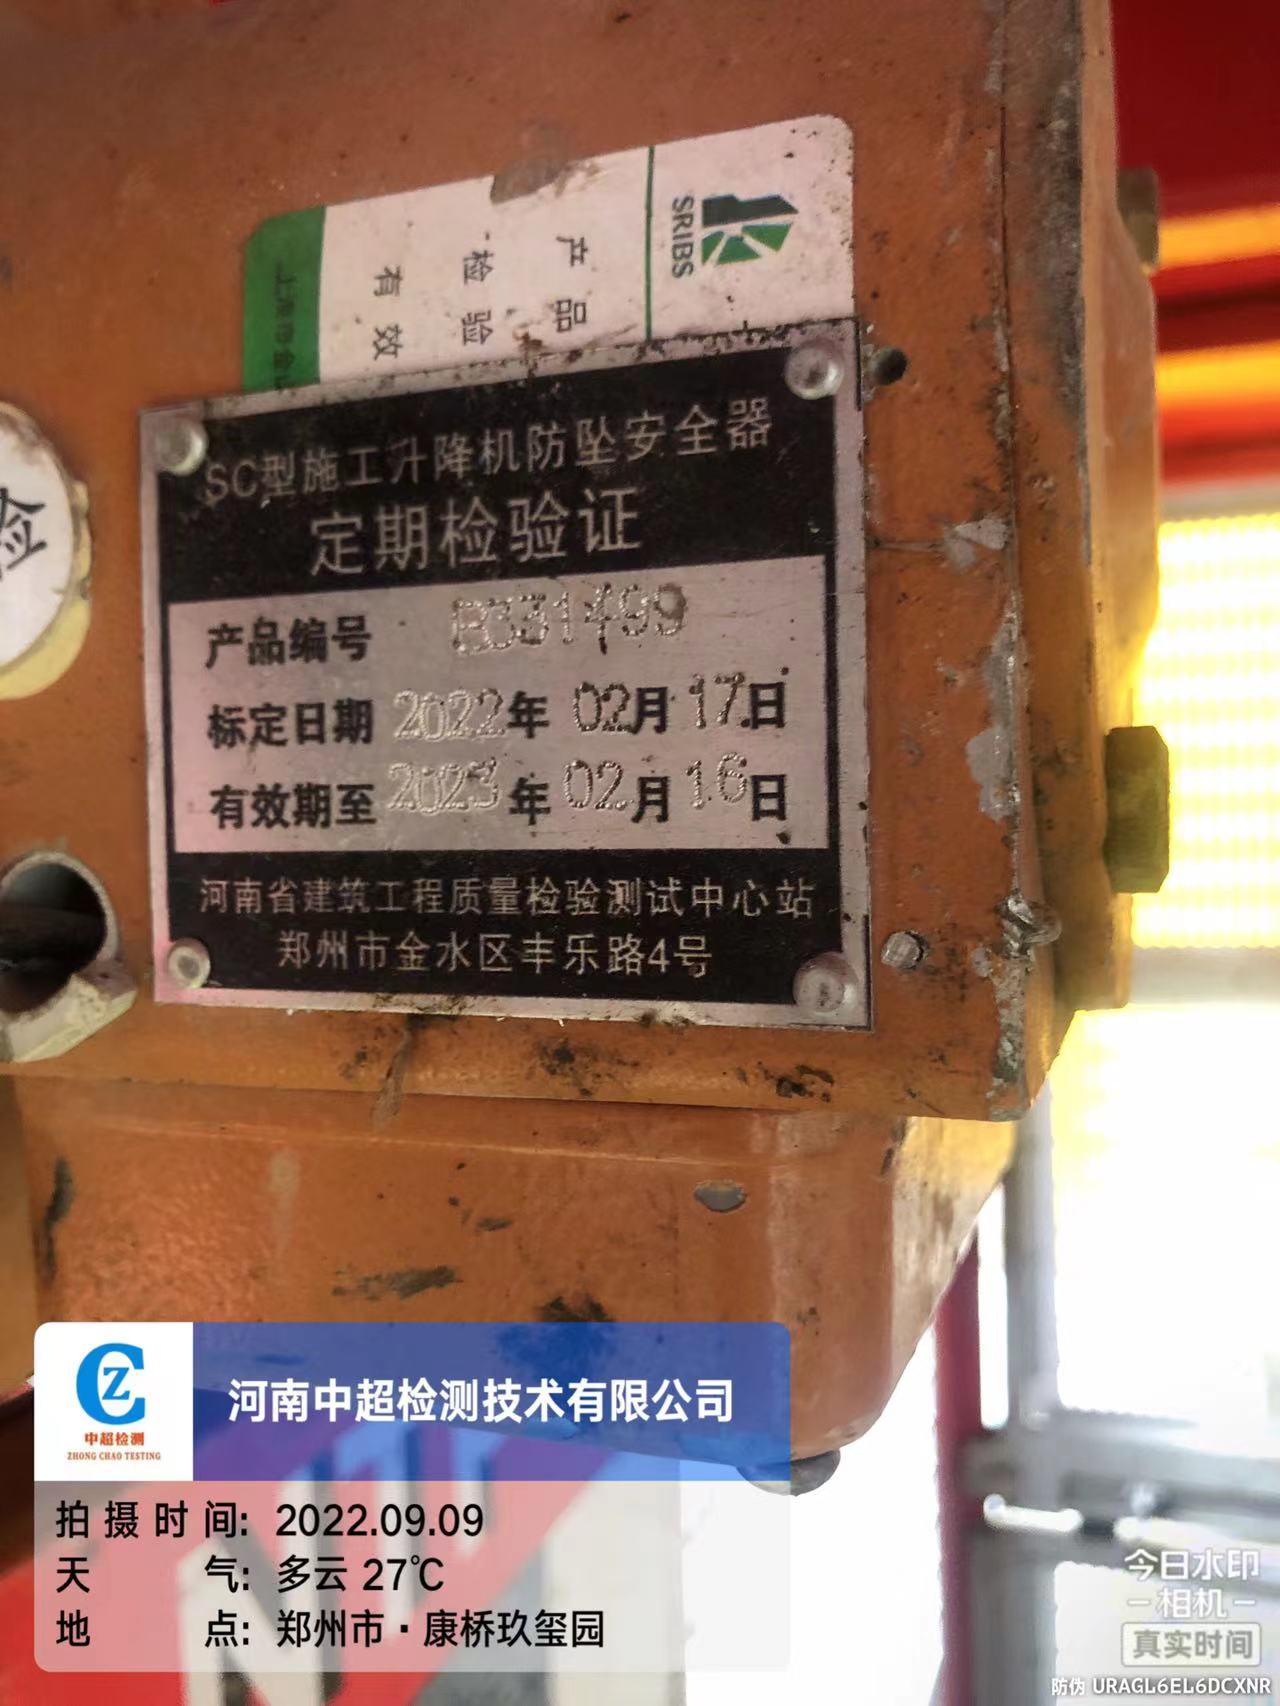 SRIBS
产品
检验
有效
检
SC型施工升降机防坠安全器
定期检验证
产品编号 B331499
标定日期 2022年 02月 17日
有效期至 2023年 02月 16日
河南省建筑工程质量检验测试中心站
郑州市金水区丰乐路4号
CZ
中超检测
ZHONG CHAO TESTING
河南中超检测技术有限公司
拍摄时间: 2022.09.09
天气: 多云 27℃
地点: 郑州市·康桥玖玺园
今日水印
相机
真实时间
防伪 URAGL6EL6DCXNR